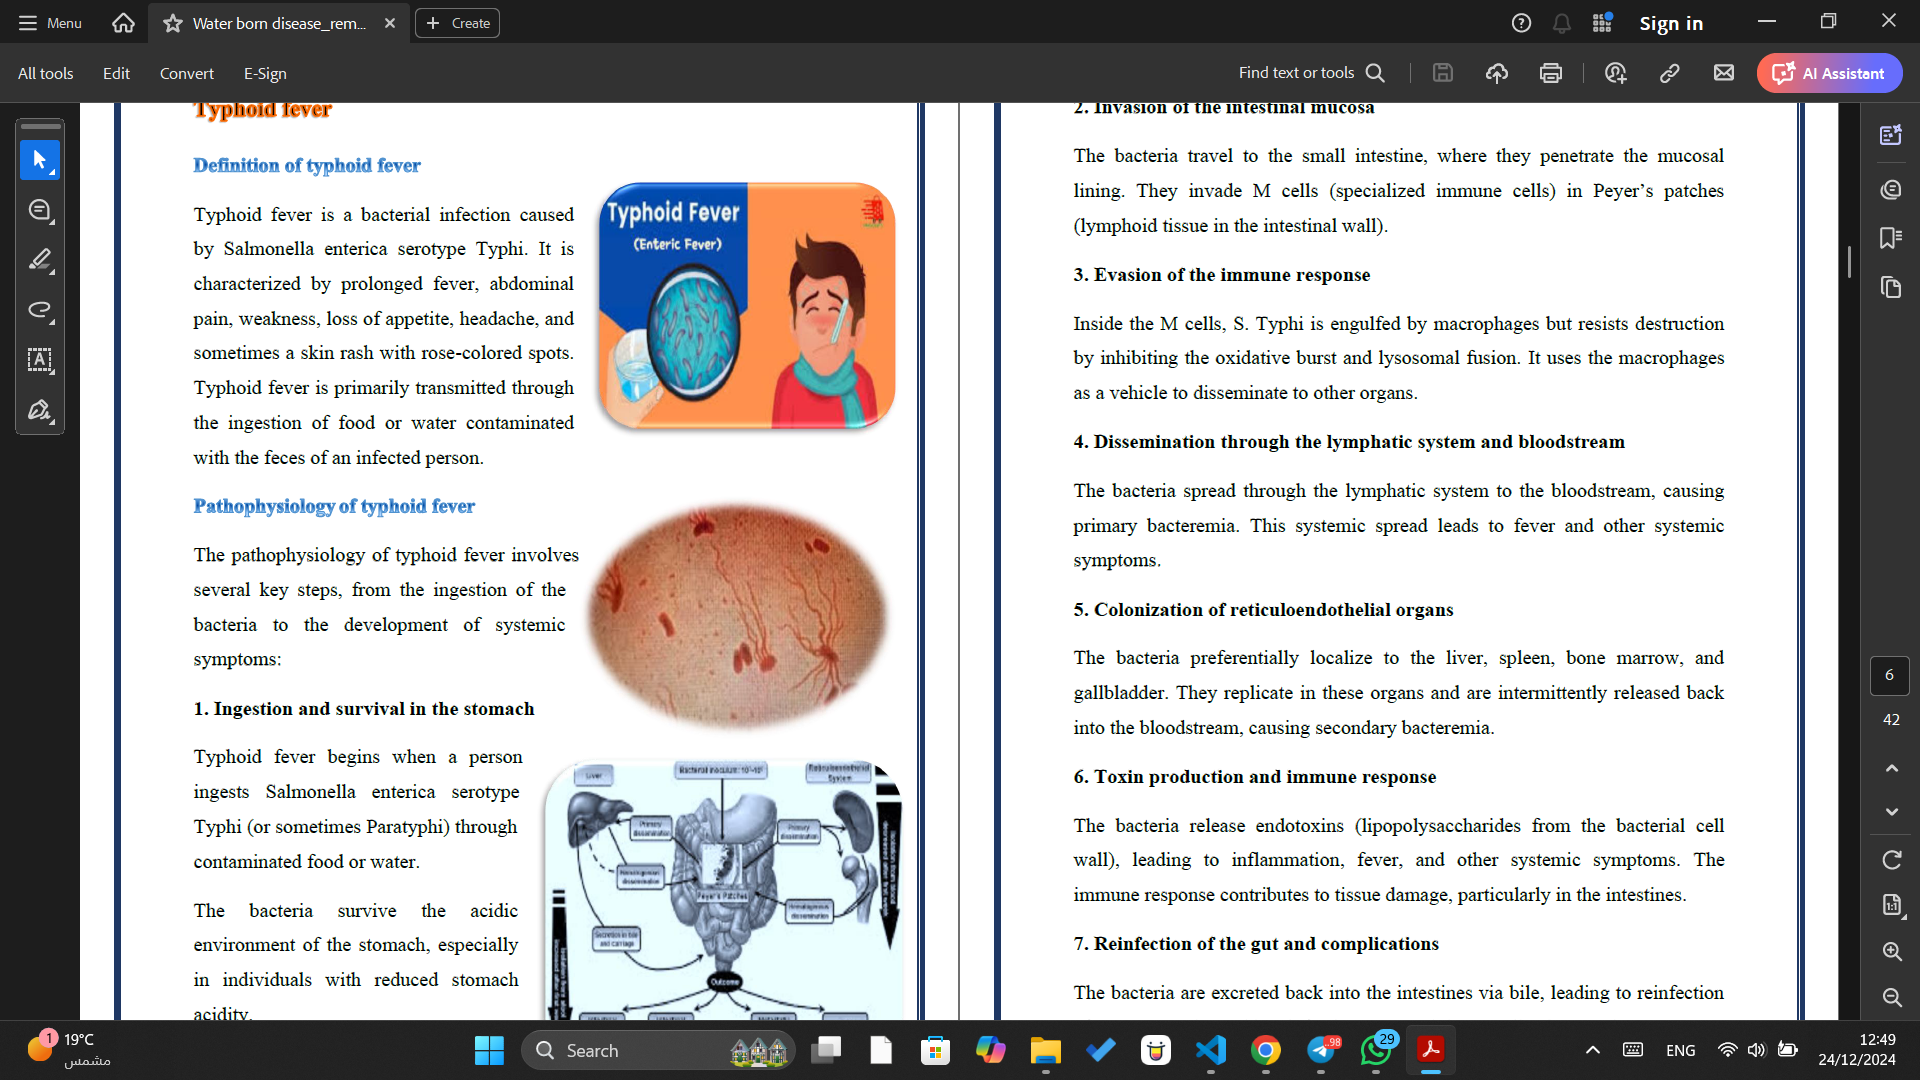 Menu
Water born disease_rem...
Create
Sign in
All tools
Edit
Convert
E-Sign
Find text or tools
AI Assistant
Typhoid fever
Definition of typhoid fever
Typhoid fever is a bacterial infection caused
by Salmonella enterica serotype Typhi. It is
characterized by prolonged fever, abdominal
pain, weakness, loss of appetite, headache, and
sometimes a skin rash with rose-colored spots.
Typhoid fever is primarily transmitted through
the ingestion of food or water contaminated
with the feces of an infected person.
Typhoid Fever
(Enteric Fever)
Pathophysiology of typhoid fever
The pathophysiology of typhoid fever involves
several key steps, from the ingestion of the
bacteria to the development of systemic
symptoms:
1. Ingestion and survival in the stomach
Typhoid fever begins when a person
ingests Salmonella enterica serotype
Typhi (or sometimes Paratyphi) through
contaminated food or water.
The bacteria survive the acidic
environment of the stomach, especially
in individuals with reduced stomach
acidity.
Liver
Reticuloendothelial
System
Primary
dissemination
Primary
dissemination
Peyer's Patches
Secretion in bile
and carriage
Outcome
2. Invasion of the intestinal mucosa
The bacteria travel to the small intestine, where they penetrate the mucosal
lining. They invade M cells (specialized immune cells) in Peyer’s patches
(lymphoid tissue in the intestinal wall).
3. Evasion of the immune response
Inside the M cells, S. Typhi is engulfed by macrophages but resists destruction
by inhibiting the oxidative burst and lysosomal fusion. It uses the macrophages
as a vehicle to disseminate to other organs.
4. Dissemination through the lymphatic system and bloodstream
The bacteria spread through the lymphatic system to the bloodstream, causing
primary bacteremia. This systemic spread leads to fever and other systemic
symptoms.
5. Colonization of reticuloendothelial organs
The bacteria preferentially localize to the liver, spleen, bone marrow, and
gallbladder. They replicate in these organs and are intermittently released back
into the bloodstream, causing secondary bacteremia.
6. Toxin production and immune response
The bacteria release endotoxins (lipopolysaccharides from the bacterial cell
wall), leading to inflammation, fever, and other systemic symptoms. The
immune response contributes to tissue damage, particularly in the intestines.
7. Reinfection of the gut and complications
The bacteria are excreted back into the intestines via bile, leading to reinfection
6
42
1
19°C
مشمس
Search
98
29
ENG
12:49
24/12/2024